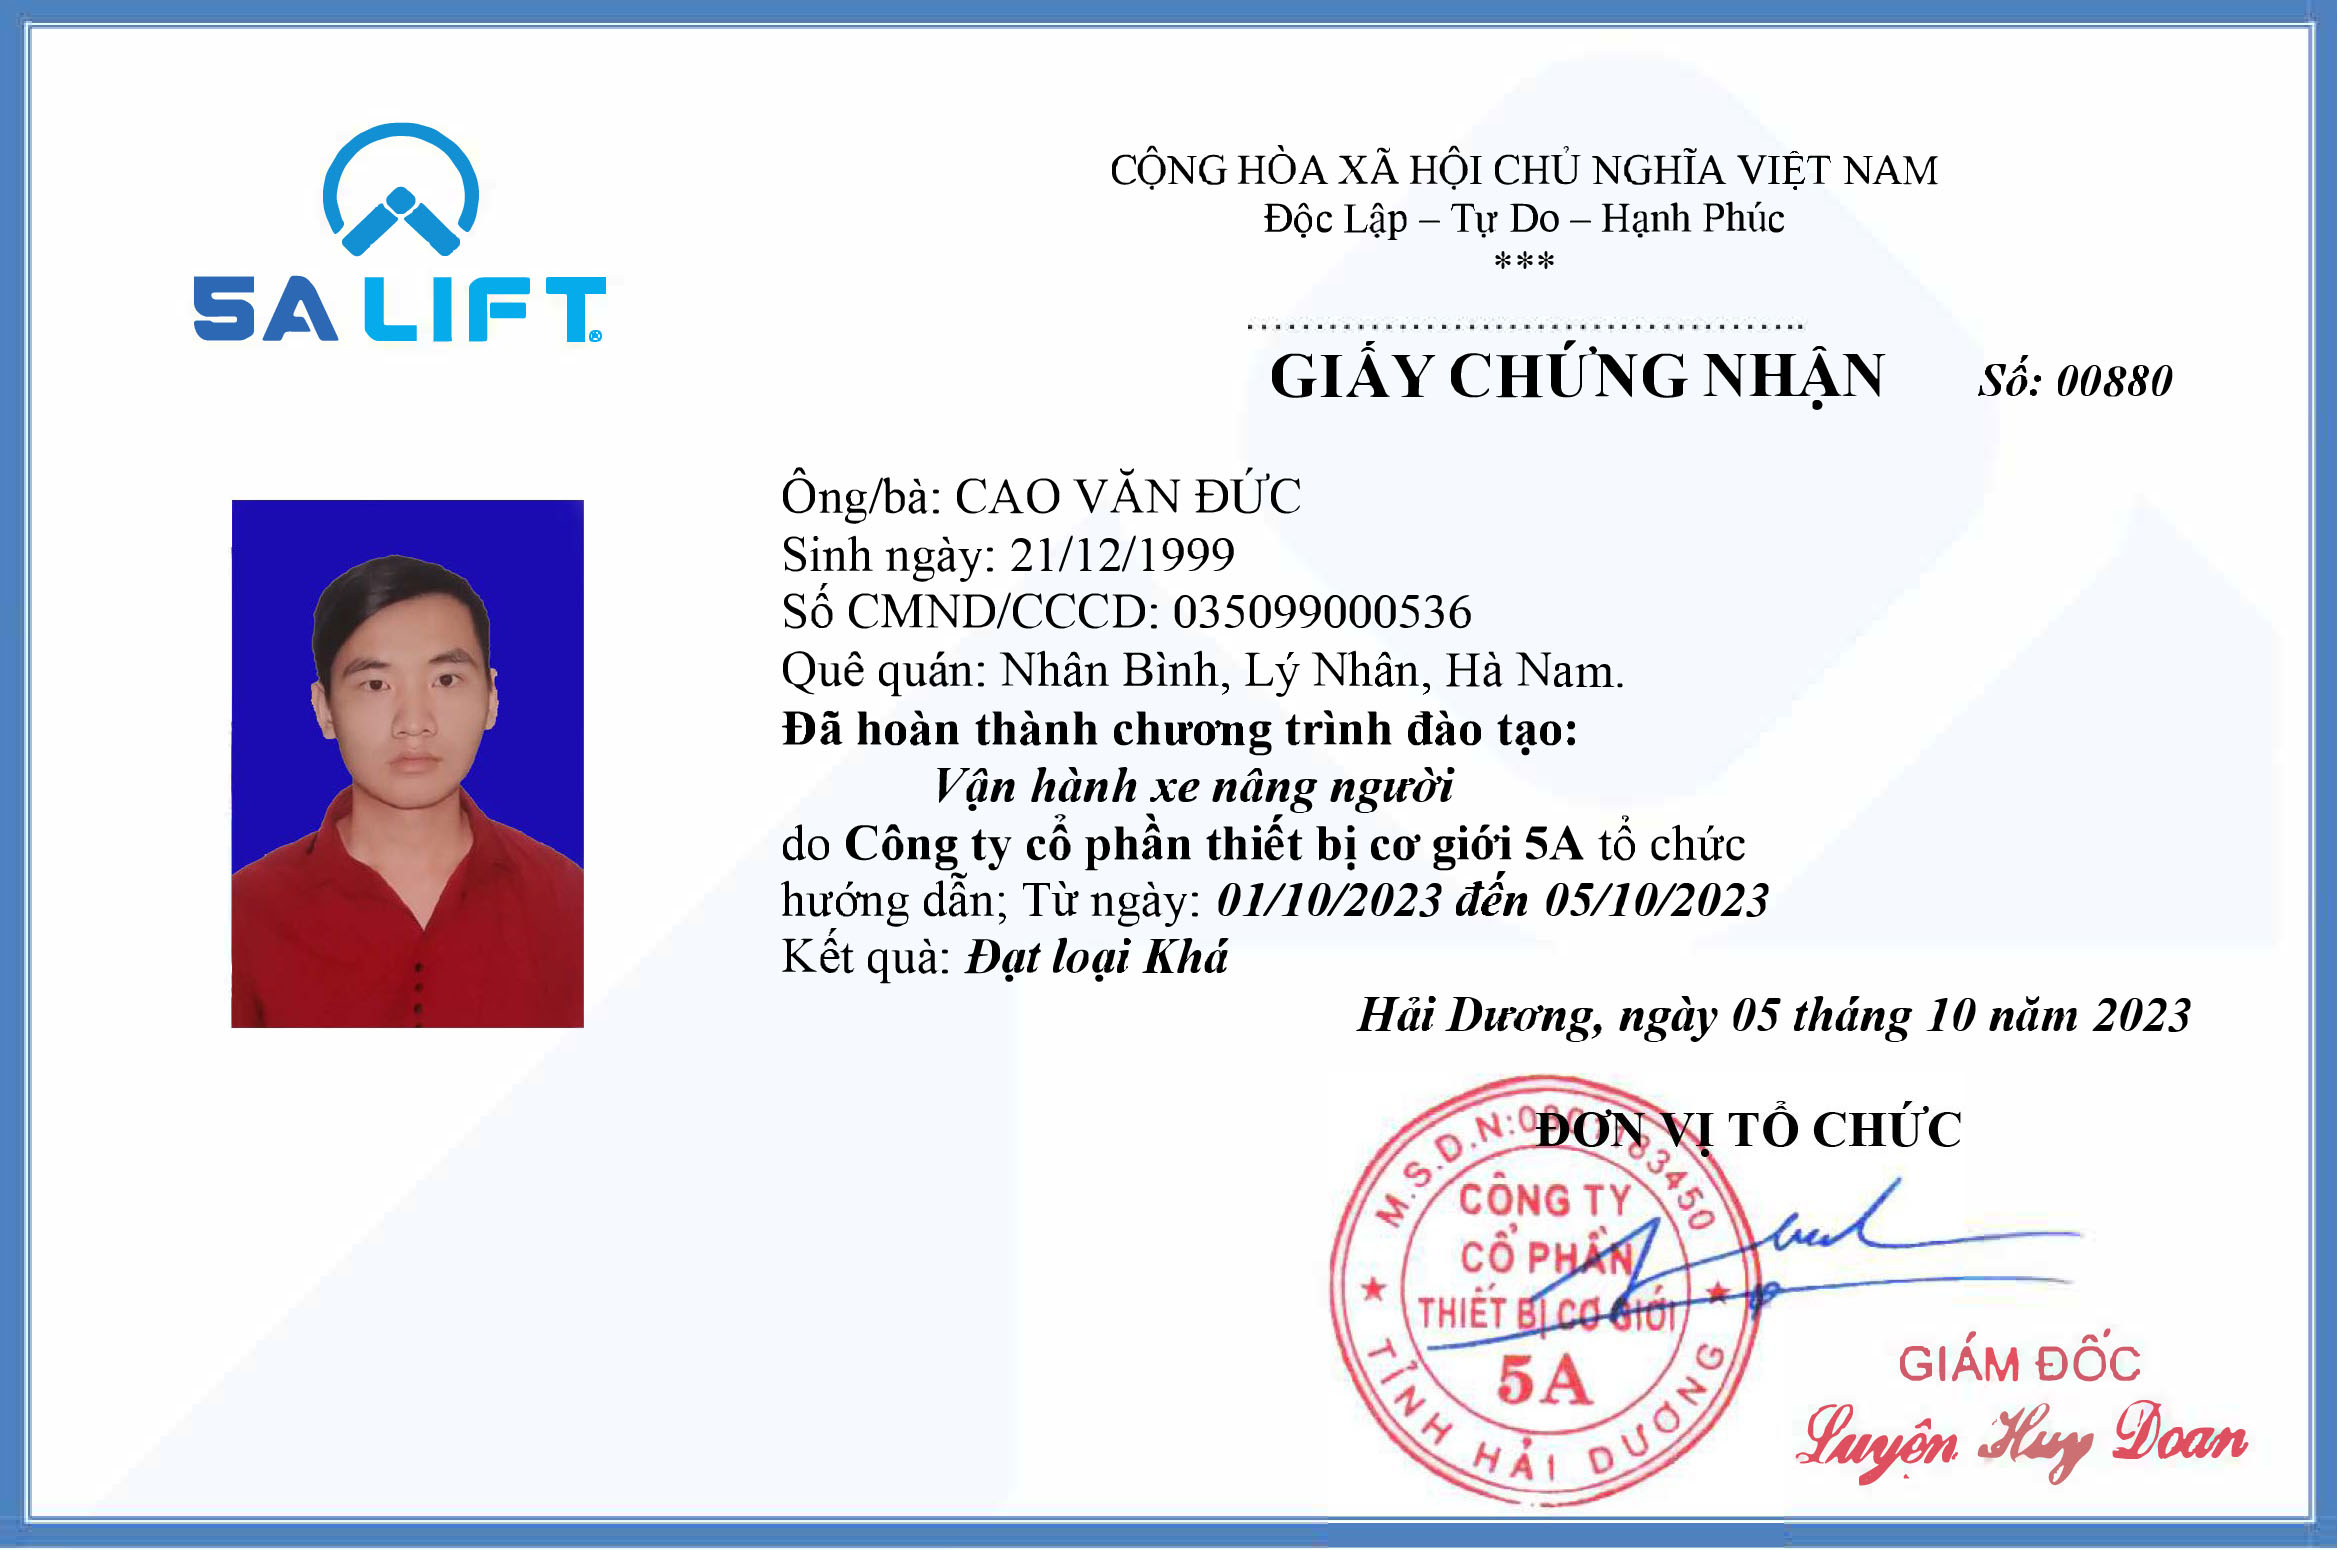 5A LIFT®
CỘNG HÒA XÃ HỘI CHỦ NGHĨA VIỆT NAM
Độc Lập – Tự Do – Hạnh Phúc
***
........................................
GIẤY CHỨNG NHẬN
Số: 00880
Ông/bà: CAO VĂN ĐỨC
Sinh ngày: 21/12/1999
Số CMND/CCCD: 035099000536
Quê quán: Nhân Bình, Lý Nhân, Hà Nam.
Đã hoàn thành chương trình đào tạo:
Vận hành xe nâng người
do Công ty cổ phần thiết bị cơ giới 5A tổ chức
hướng dẫn; Từ ngày: 01/10/2023 đến 05/10/2023
Kết quả: Đạt loại Khá
Hải Dương, ngày 05 tháng 10 năm 2023
ĐƠN VỊ TỔ CHỨC
M.S.D.N:0801183450
CÔNG TY
CỔ PHẦN
THIẾT BỊ CƠ GIỚI
5A
TỈNH HẢI DƯƠNG
GIÁM ĐỐC
Luyện Huy Doan